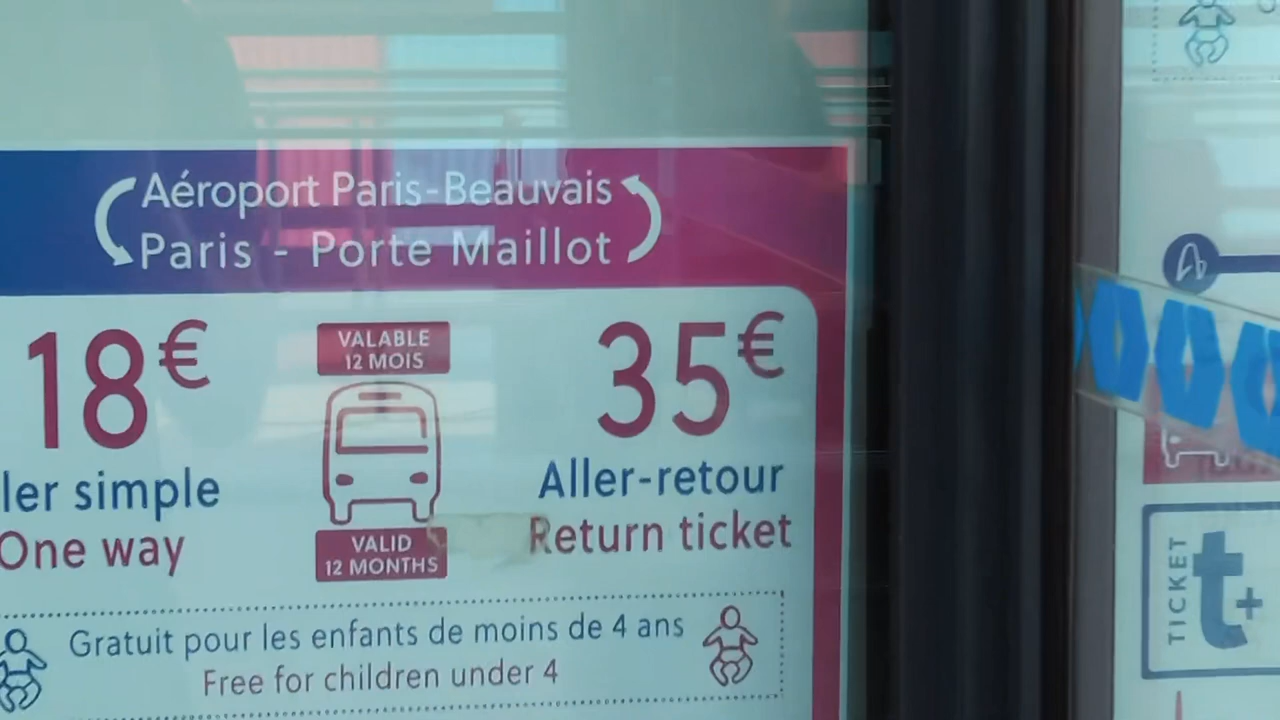 Aéroport Paris-Beauvais
Paris - Porte Maillot
18€
VALABLE
12 MOIS
35€
ler simple
One way
Aller-retour
Return ticket
VALID
12 MONTHS
Gratuit pour les enfants de moins de 4 ans
Free for children under 4
TICKET
t+